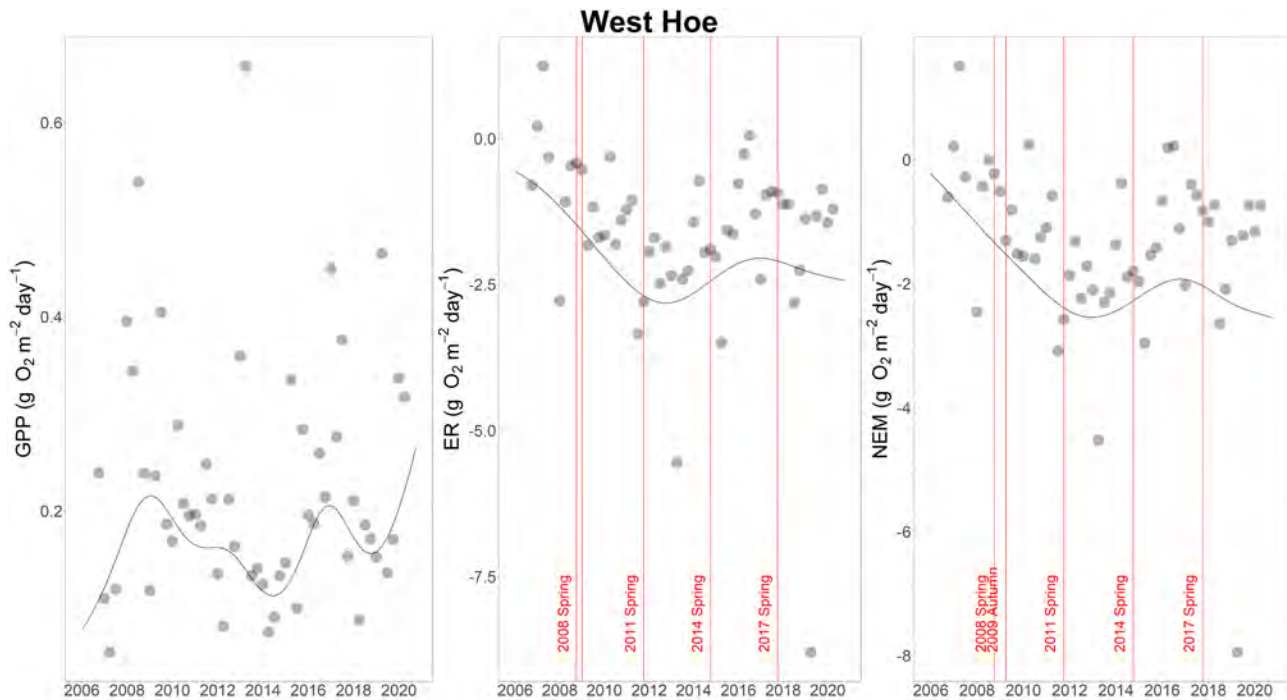 West Hoe
GPP (g O₂ m⁻² day⁻¹)
0.6
0.4
0.2
2006 2008 2010 2012 2014 2016 2018 2020
ER (g O₂ m⁻² day⁻¹)
0.0
-2.5
-5.0
-7.5
2008 Spring
2011 Spring
2014 Spring
2017 Spring
2006 2008 2010 2012 2014 2016 2018 2020
NEM (g O₂ m⁻² day⁻¹)
0
-2
-4
-6
-8
2008 Spring
2009 Autumn
2011 Spring
2014 Spring
2017 Spring
2006 2008 2010 2012 2014 2016 2018 2020